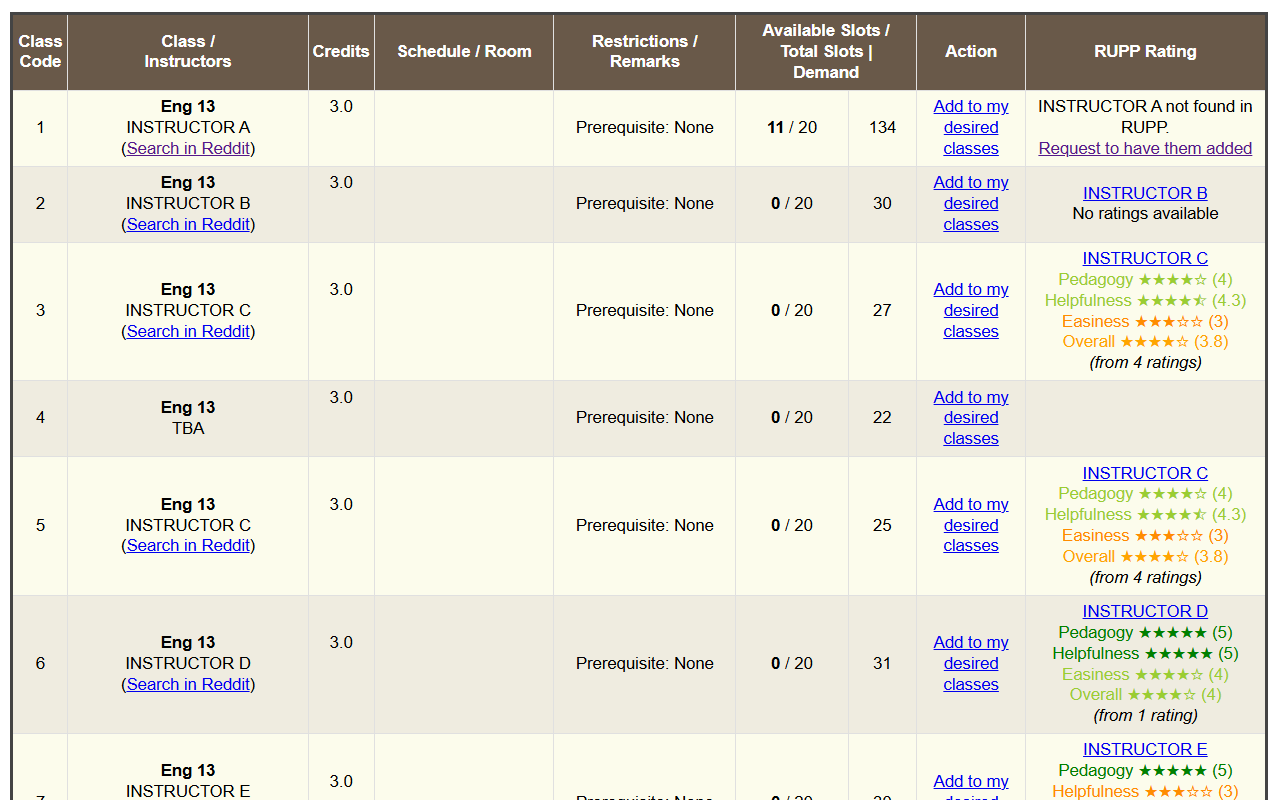 Class Code
Class / Instructors
Credits
Schedule / Room
Restrictions / Remarks
Available Slots / Total Slots | Demand
Action
RUPP Rating
1
Eng 13
INSTRUCTOR A
(Search in Reddit)
3.0
Prerequisite: None
11 / 20
134
Add to my
desired
classes
INSTRUCTOR A not found in
RUPP.
Request to have them added
2
Eng 13
INSTRUCTOR B
(Search in Reddit)
3.0
Prerequisite: None
0 / 20
30
Add to my
desired
classes
INSTRUCTOR B
No ratings available
3
Eng 13
INSTRUCTOR C
(Search in Reddit)
3.0
Prerequisite: None
0 / 20
27
Add to my
desired
classes
INSTRUCTOR C
Pedagogy ★★★★☆ (4)
Helpfulness ★★★★⯪ (4.3)
Easiness ★★★☆☆ (3)
Overall ★★★★☆ (3.8)
(from 4 ratings)
4
Eng 13
TBA
3.0
Prerequisite: None
0 / 20
22
Add to my
desired
classes
5
Eng 13
INSTRUCTOR C
(Search in Reddit)
3.0
Prerequisite: None
0 / 20
25
Add to my
desired
classes
INSTRUCTOR C
Pedagogy ★★★★☆ (4)
Helpfulness ★★★★⯪ (4.3)
Easiness ★★★☆☆ (3)
Overall ★★★★☆ (3.8)
(from 4 ratings)
6
Eng 13
INSTRUCTOR D
(Search in Reddit)
3.0
Prerequisite: None
0 / 20
31
Add to my
desired
classes
INSTRUCTOR D
Pedagogy ★★★★★ (5)
Helpfulness ★★★★★ (5)
Easiness ★★★★☆ (4)
Overall ★★★★☆ (4)
(from 1 rating)
Eng 13
INSTRUCTOR E
3.0
Add to my
INSTRUCTOR E
Pedagogy ★★★★★ (5)
Helpfulness ★★★☆☆ (3)